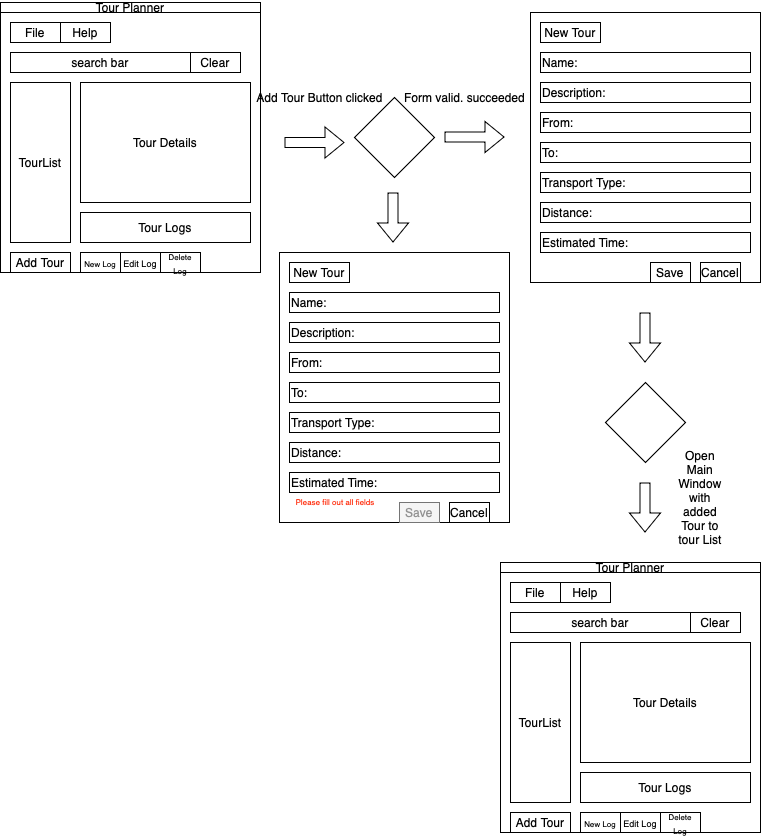 Tour Planner
File
Help
search bar
Clear
TourList
Tour Details
Tour Logs
Add Tour
New Log
Edit Log
Delete
Log
Add Tour Button clicked
Form valid. succeeded
New Tour
Name:
Description:
From:
To:
Transport Type:
Distance:
Estimated Time:
Save
Cancel
New Tour
Name:
Description:
From:
To:
Transport Type:
Distance:
Estimated Time:
Please fill out all fields
Save
Cancel
Open
Main
Window
with
added
Tour to
tour List
Tour Planner
File
Help
search bar
Clear
TourList
Tour Details
Tour Logs
Add Tour
New Log
Edit Log
Delete
Log